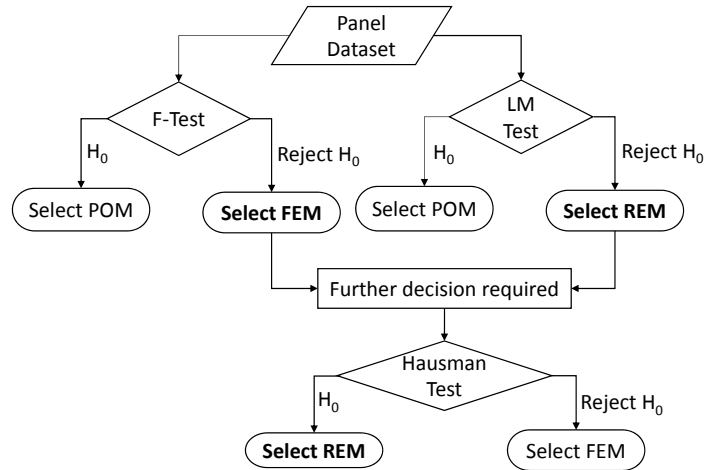 Panel
Dataset
F-Test
LM
Test
H₀
Reject H₀
H₀
Reject H₀
Select POM
Select FEM
Select POM
Select REM
Further decision required
Hausman
Test
H₀
Reject H₀
Select REM
Select FEM